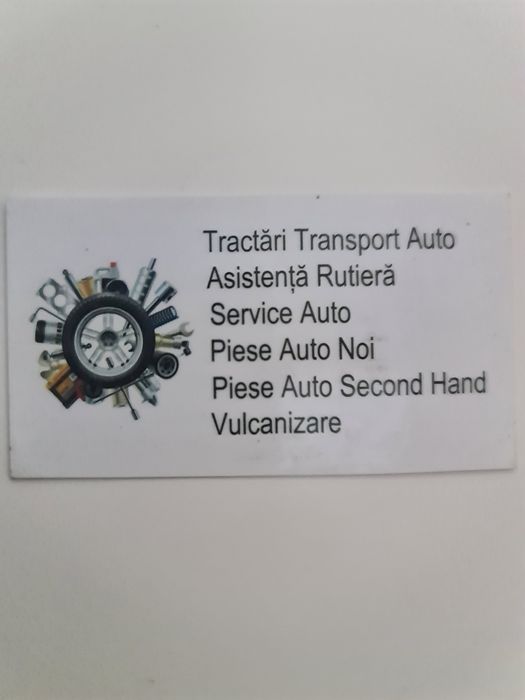 Tractări Transport Auto
Asistență Rutieră
Service Auto
Piese Auto Noi
Piese Auto Second Hand
Vulcanizare